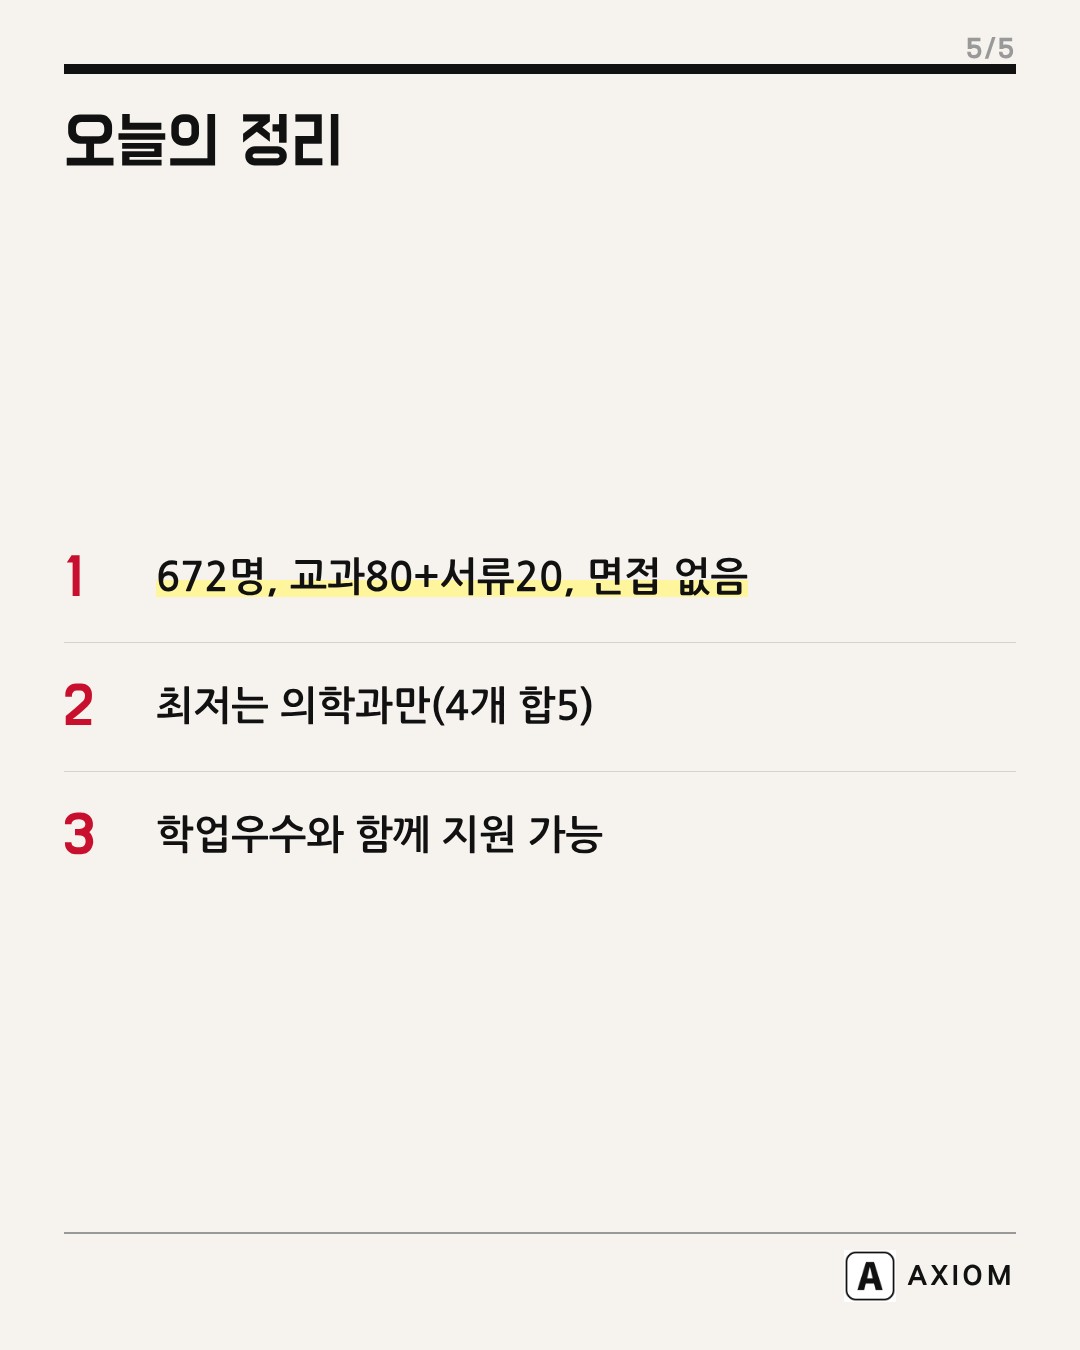 5/5
오늘의 정리
1 672명, 교과80+서류20, 면접 없음
2 최저는 의학과만(4개 합5)
3 학업우수와 함께 지원 가능
A AXIOM